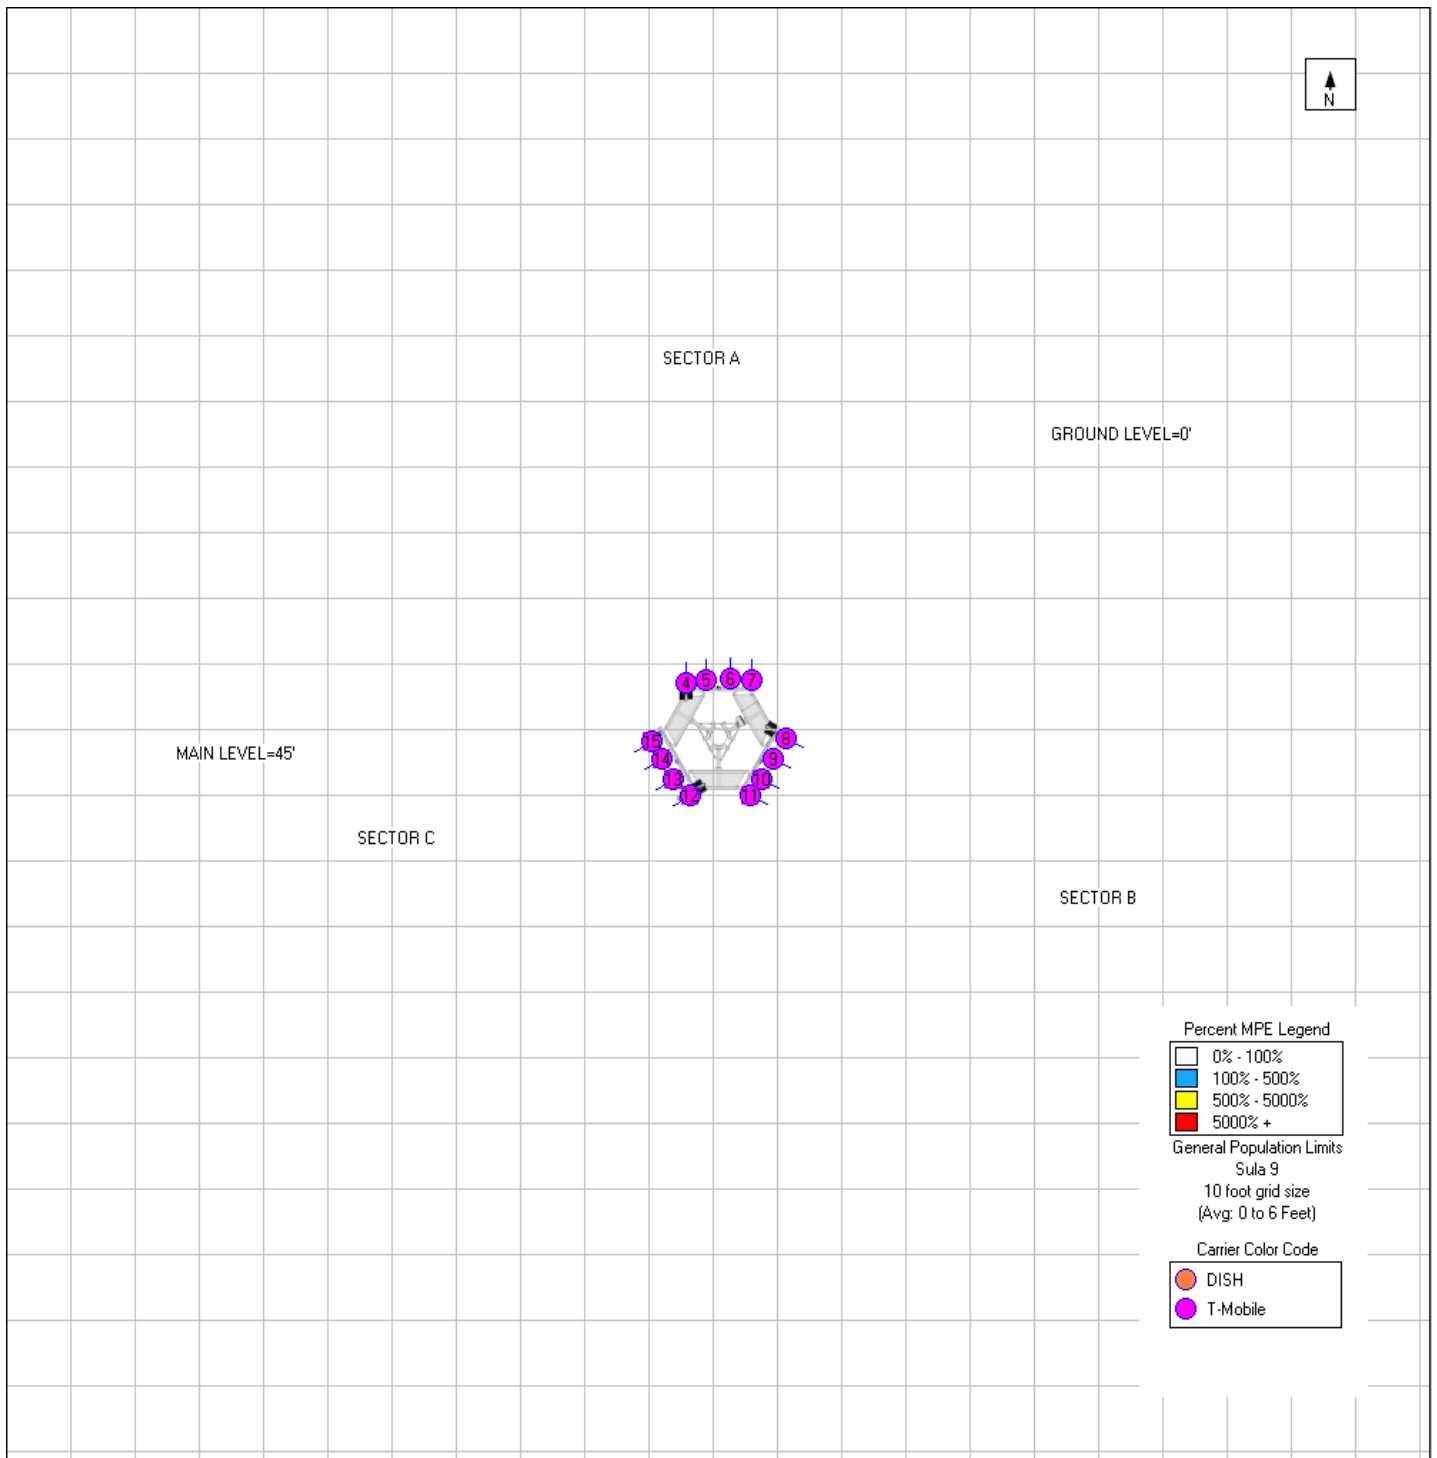 N
SECTOR A
GROUND LEVEL=0'
4 5 6 7
15 8
14 9
13 10
12 11
MAIN LEVEL=45'
SECTOR C
SECTOR B
Percent MPE Legend
0% - 100%
100% - 500%
500% - 5000%
5000% +
General Population Limits
Sula 9
10 foot grid size
(Avg: 0 to 6 Feet)
Carrier Color Code
DISH
T-Mobile